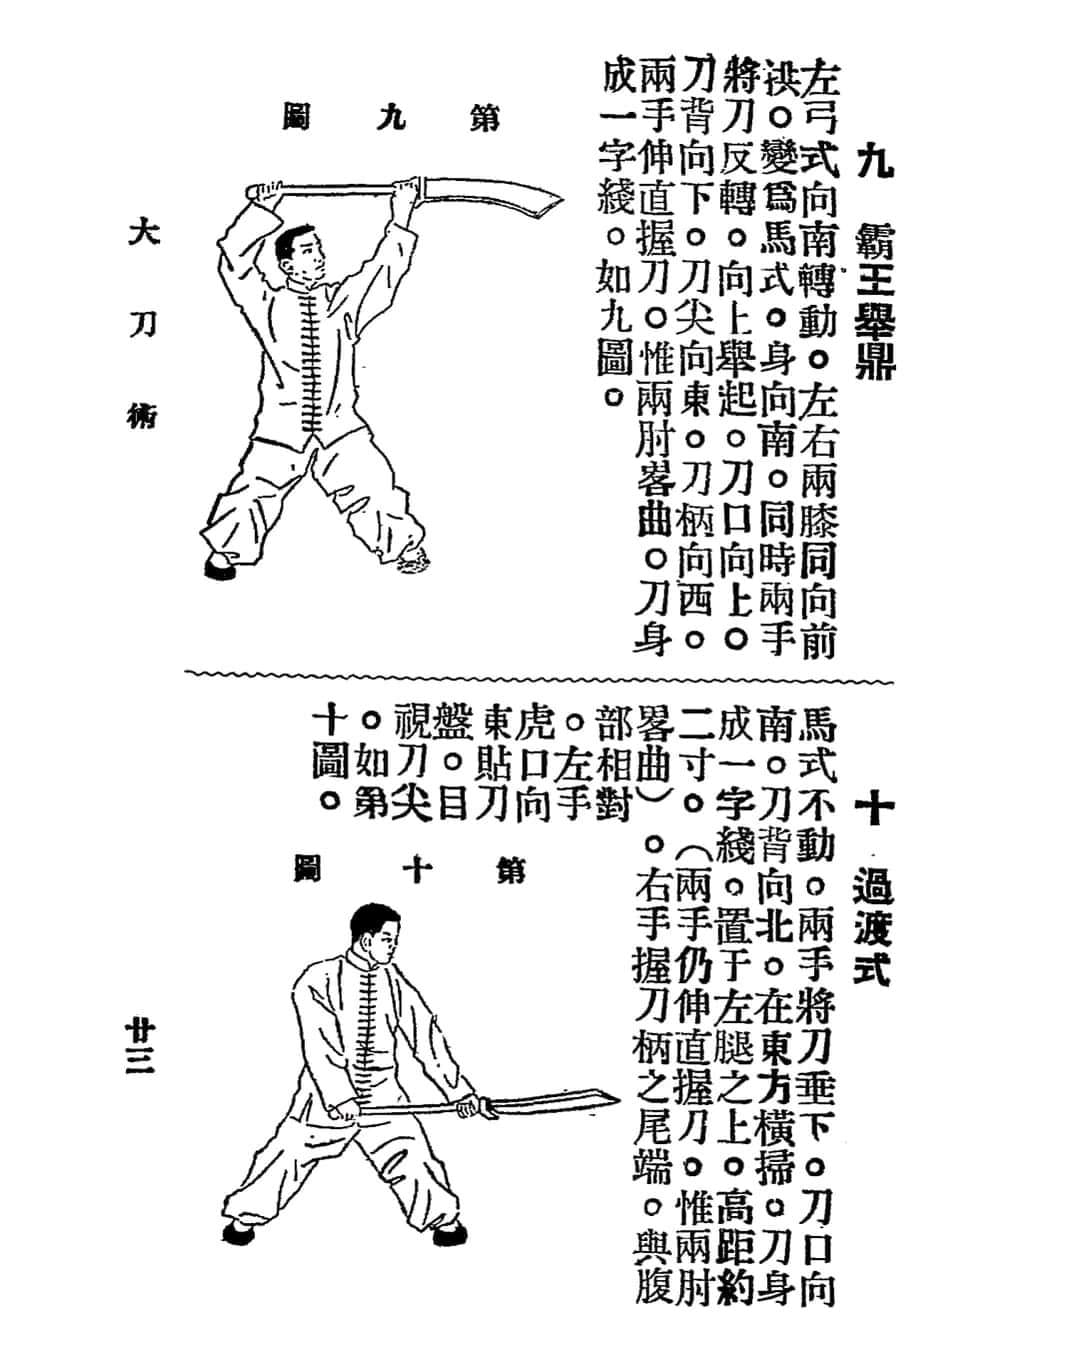 九 霸王舉鼎
左弓式向南轉動。左右兩膝同向前
。變爲馬式。身向南。同時兩手
將刀反轉。向上舉起。刀口向上。
刀背向下。刀尖向東。刀柄向西。
兩手伸直握刀。惟兩肘畧曲。刀身
成一字綫。如九圖。
第九圖
十 過渡式
馬式不動。兩手將刀垂下。刀口向
南。刀背向北。在東方橫掃。刀身
成一字綫。置于左腿之上。高距約
二寸。（兩手仍伸直握刀。惟兩肘
畧曲）。右手握刀柄之尾端。與腹
部相對
。左手
虎口向
東貼刀
盤。目
視刀尖
。如第
十圖。
第十圖
大刀術
廿三